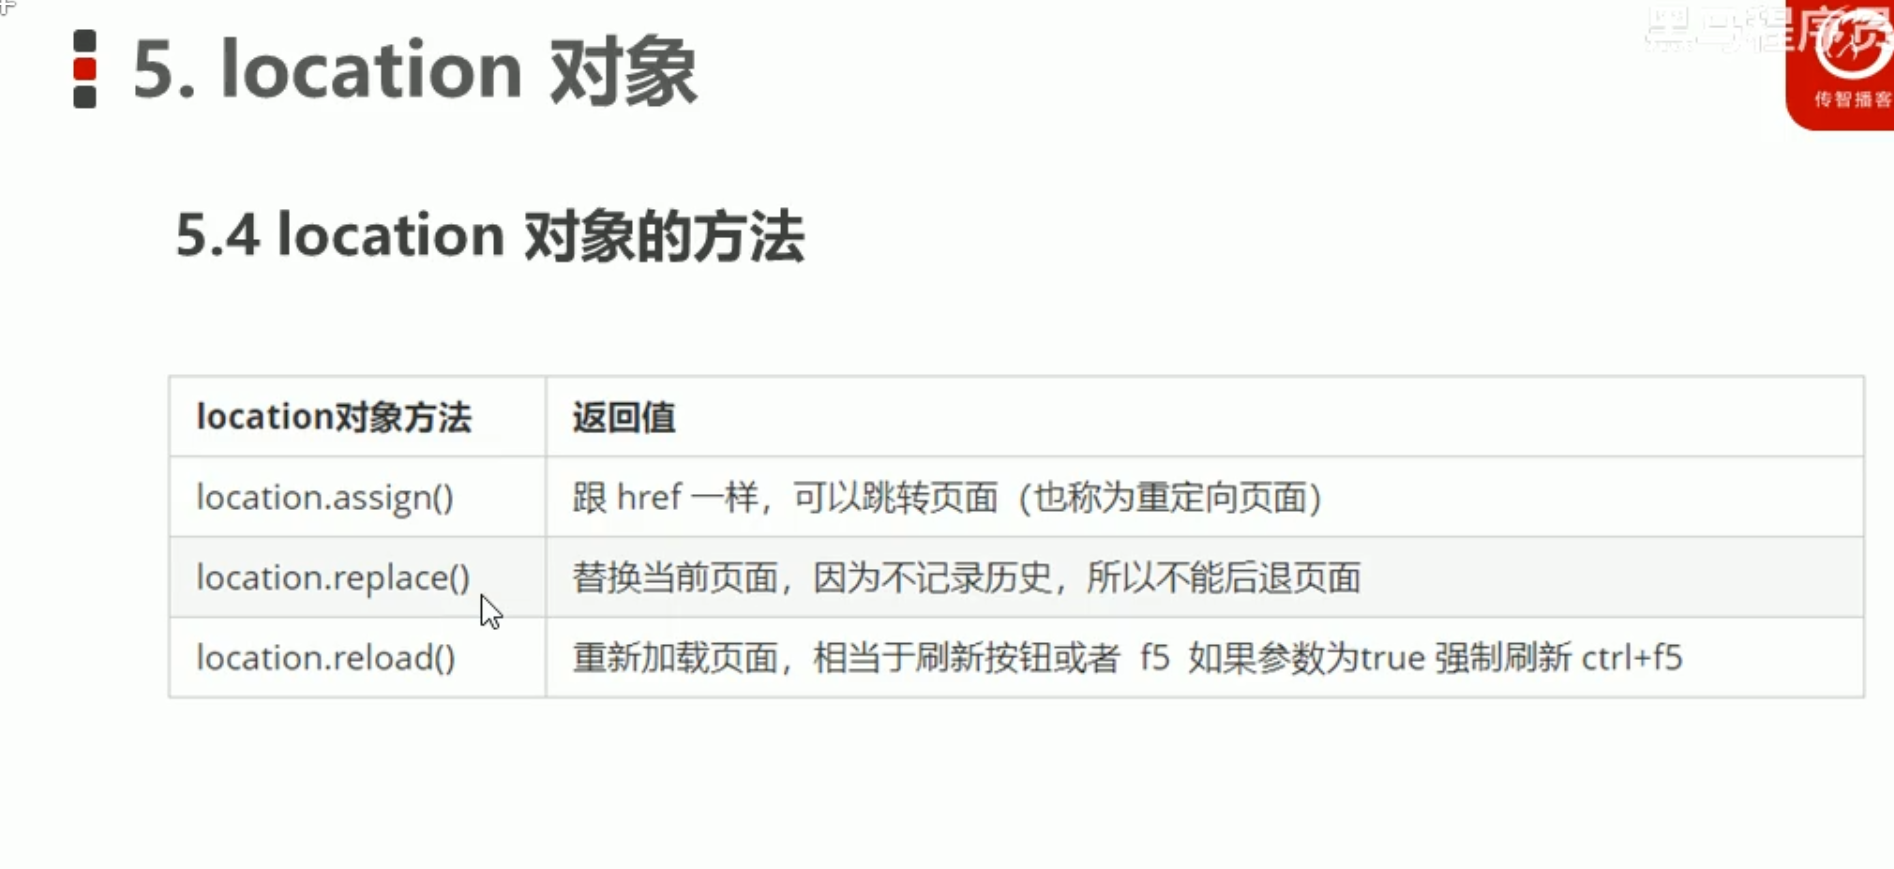 黑马程序员
传智播客
5. location 对象
5.4 location 对象的方法
location对象方法 返回值
location.assign() 跟 href 一样，可以跳转页面（也称为重定向页面）
location.replace() 替换当前页面，因为不记录历史，所以不能后退页面
location.reload() 重新加载页面，相当于刷新按钮或者 f5 如果参数为true 强制刷新 ctrl+f5